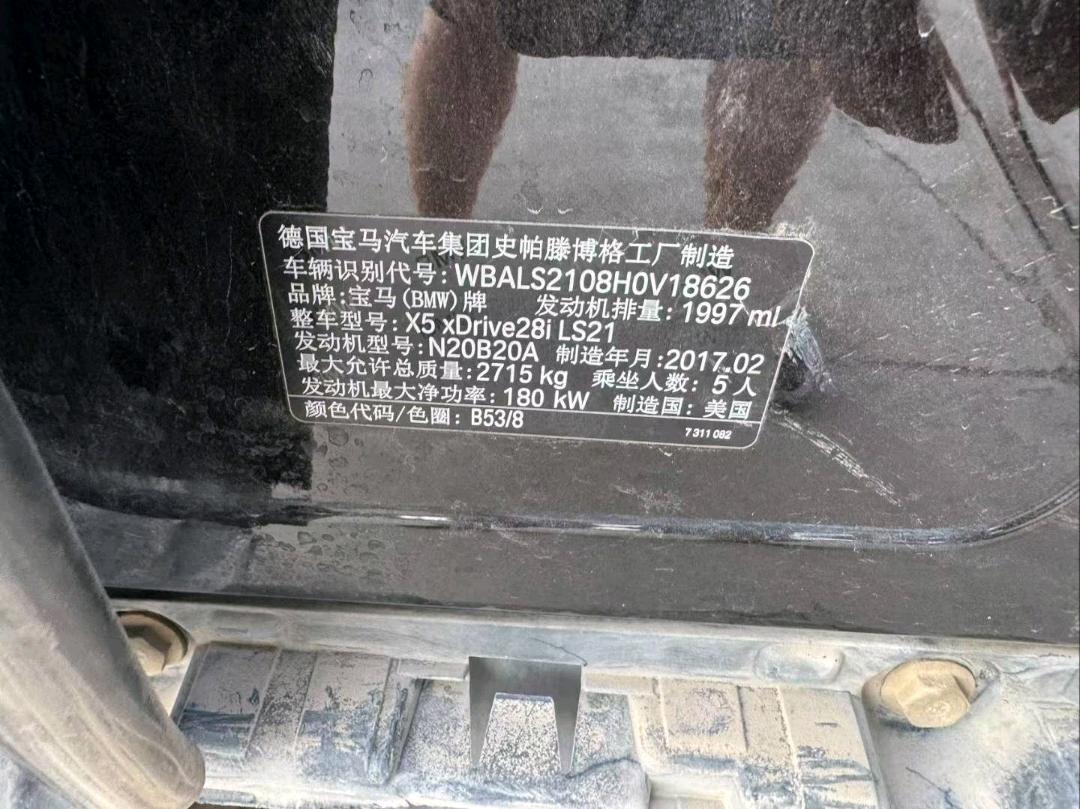 德国宝马汽车集团史帕滕博格工厂制造
车辆识别代号: WBALS2108H0V18626
品牌: 宝马(BMW)牌 发动机排量: 1997 ml
整车型号: X5 xDrive28i LS21
发动机型号: N20B20A 制造年月: 2017.02
最大允许总质量: 2715 kg 乘坐人数: 5 人
发动机最大净功率: 180 kW 制造国: 美国
颜色代码/色圈: B53/8
7 311 082